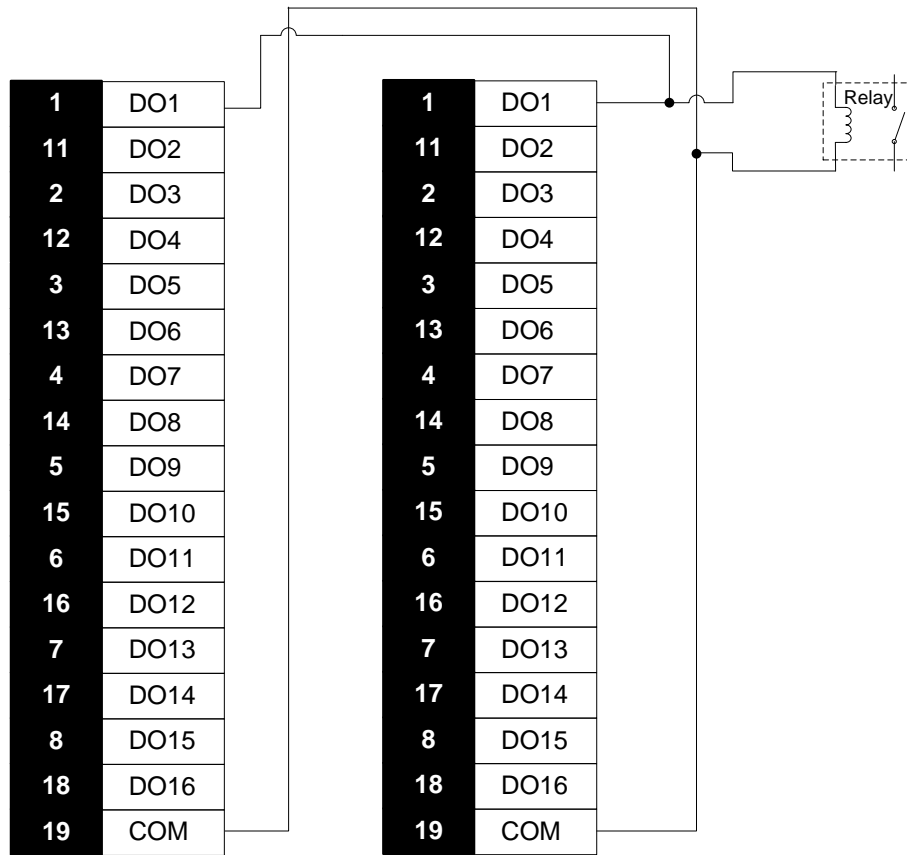 1 DO1
11 DO2
2 DO3
12 DO4
3 DO5
13 DO6
4 DO7
14 DO8
5 DO9
15 DO10
6 DO11
16 DO12
7 DO13
17 DO14
8 DO15
18 DO16
19 COM
1 DO1
11 DO2
2 DO3
12 DO4
3 DO5
13 DO6
4 DO7
14 DO8
5 DO9
15 DO10
6 DO11
16 DO12
7 DO13
17 DO14
8 DO15
18 DO16
19 COM
Relay